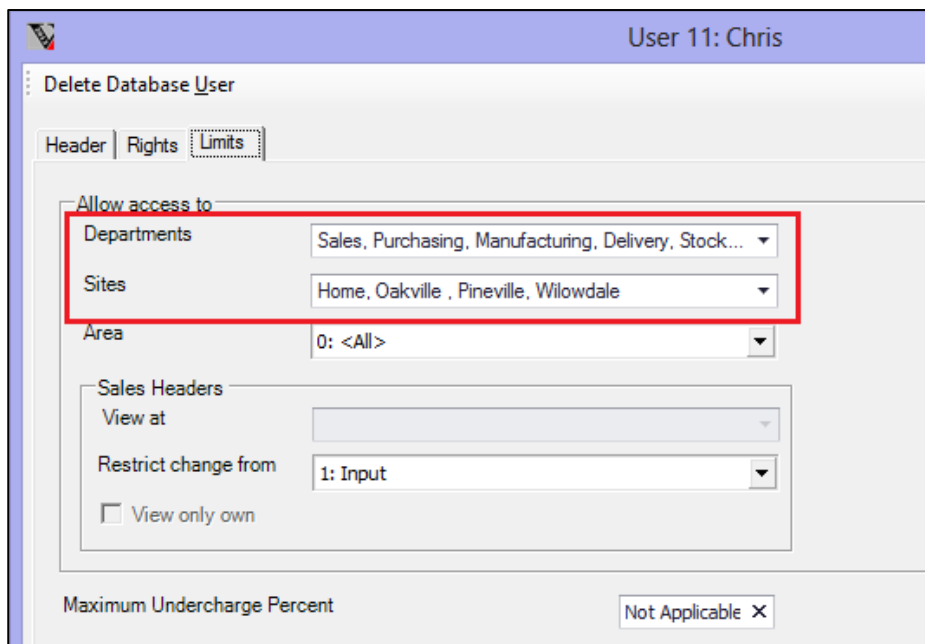 User 11: Chris
Delete Database User
Header Rights Limits
Allow access to
Departments Sales, Purchasing, Manufacturing, Delivery, Stock...
Sites Home, Oakville , Pineville, Wilowdale
Area 0: <All>
Sales Headers
View at
Restrict change from 1: Input
View only own
Maximum Undercharge Percent Not Applicable X